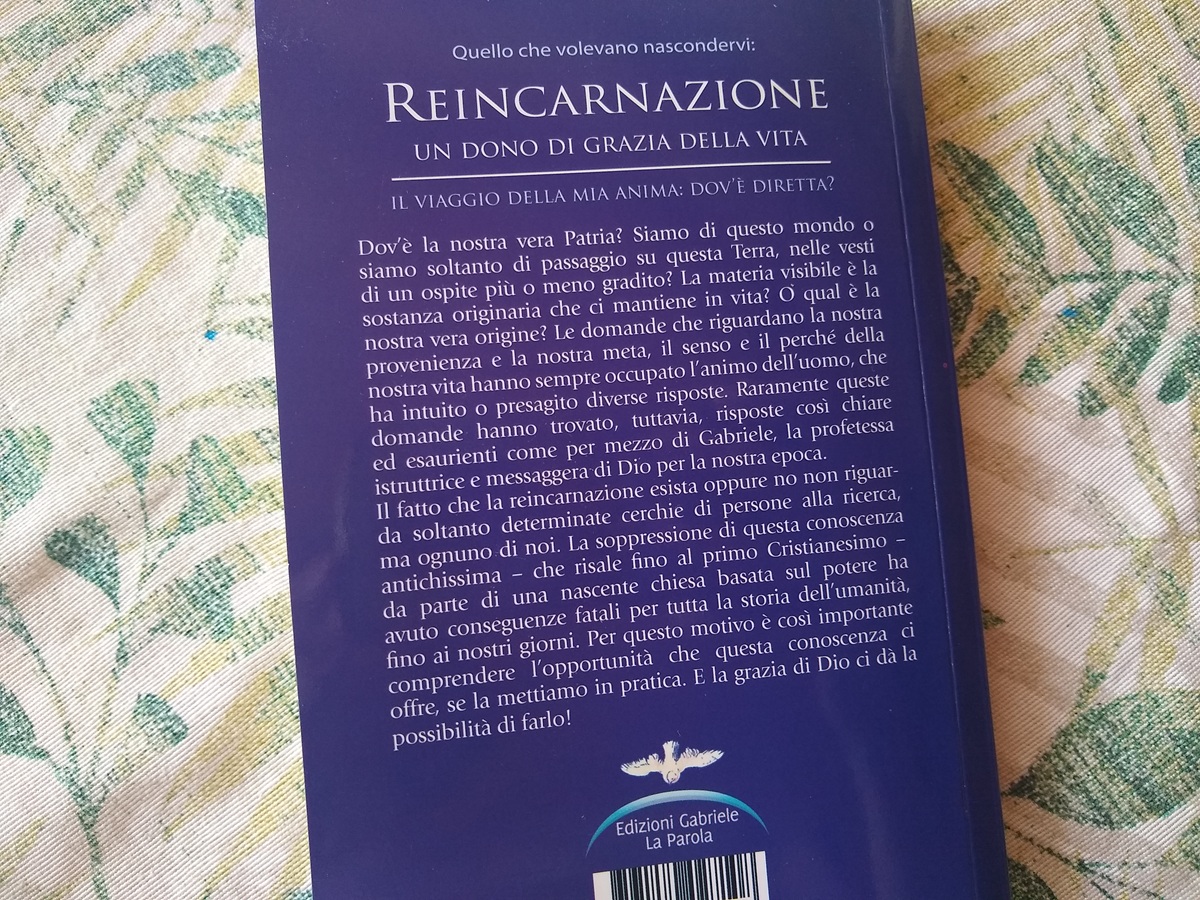 Quello che volevano nascondervi:
REINCARNAZIONE
UN DONO DI GRAZIA DELLA VITA
IL VIAGGIO DELLA MIA ANIMA: DOV'È DIRETTA?
Dov'è la nostra vera Patria? Siamo di questo mondo o
siamo soltanto di passaggio su questa Terra, nelle vesti
di un ospite più o meno gradito? La materia visibile è la
sostanza originaria che ci mantiene in vita? O qual è la
nostra vera origine? Le domande che riguardano la nostra
provenienza e la nostra meta, il senso e il perché della
nostra vita hanno sempre occupato l'animo dell'uomo, che
ha intuito o presagito diverse risposte. Raramente queste
domande hanno trovato, tuttavia, risposte così chiare
ed esaurienti come per mezzo di Gabriele, la profetessa
istruttrice e messaggera di Dio per la nostra epoca.
Il fatto che la reincarnazione esista oppure no non riguar-
da soltanto determinate cerchie di persone alla ricerca,
ma ognuno di noi. La soppressione di questa conoscenza
antichissima – che risale fino al primo Cristianesimo –
da parte di una nascente chiesa basata sul potere ha
avuto conseguenze fatali per tutta la storia dell'umanità,
fino ai nostri giorni. Per questo motivo è così importante
comprendere l'opportunità che questa conoscenza ci
offre, se la mettiamo in pratica. E la grazia di Dio ci dà la
possibilità di farlo!
Edizioni Gabriele
La Parola